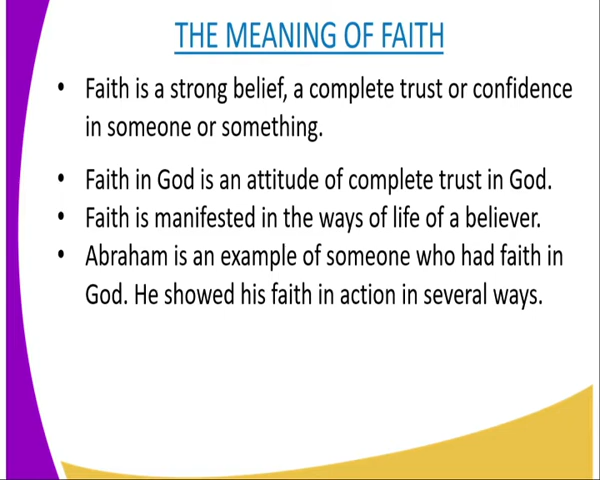 THE MEANING OF FAITH
• Faith is a strong belief, a complete trust or confidence
in someone or something.
• Faith in God is an attitude of complete trust in God.
• Faith is manifested in the ways of life of a believer.
• Abraham is an example of someone who had faith in
God. He showed his faith in action in several ways.